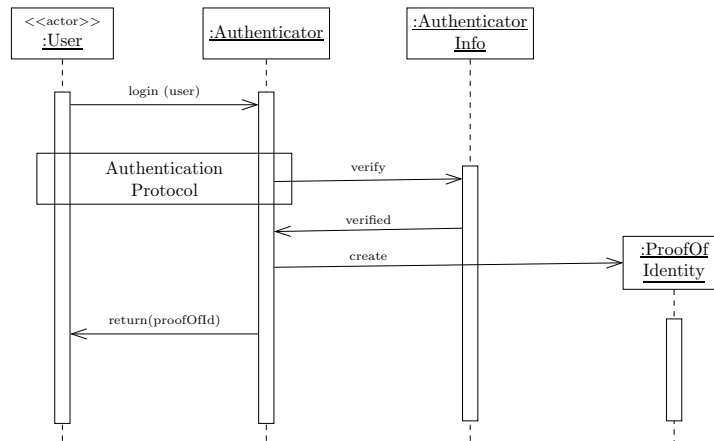 <<actor>>
:User
:Authenticator
:Authenticator
Info
login (user)
Authentication
Protocol
verify
verified
create
:ProofOf
Identity
return(proofOfId)